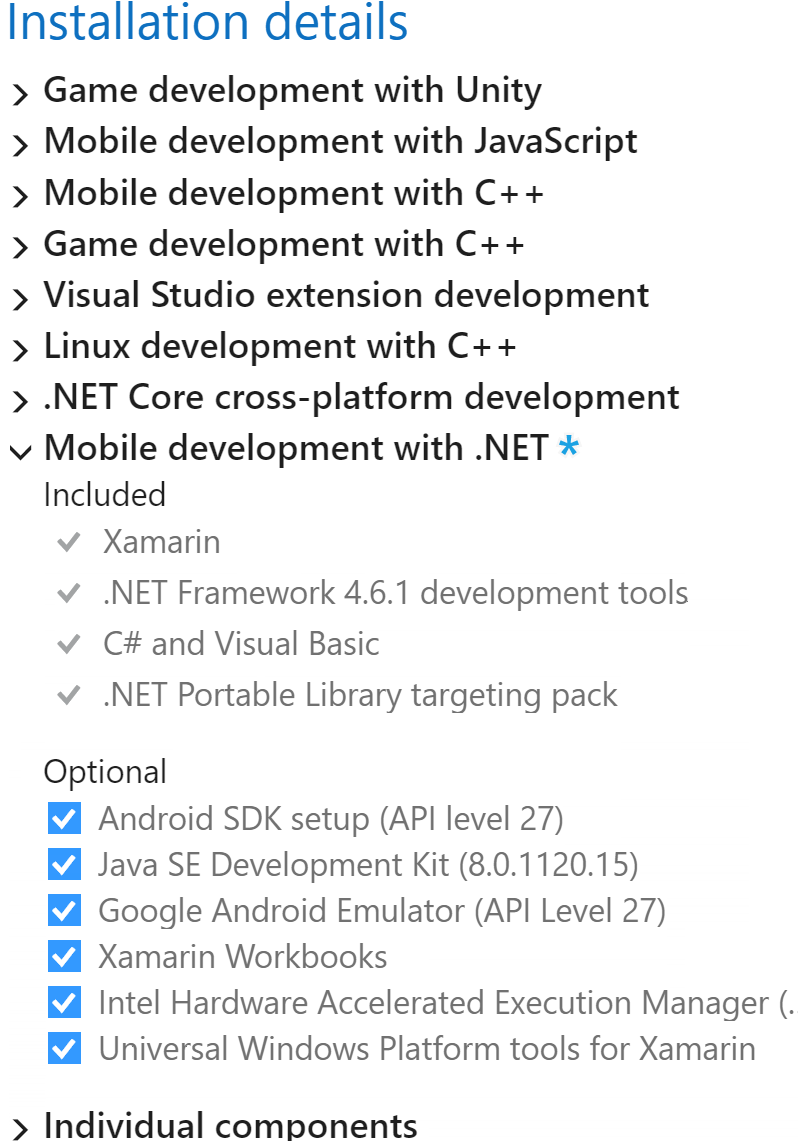 Installation details
Game development with Unity
Mobile development with JavaScript
Mobile development with C++
Game development with C++
Visual Studio extension development
Linux development with C++
.NET Core cross-platform development
Mobile development with .NET *
Included
Xamarin
.NET Framework 4.6.1 development tools
C# and Visual Basic
.NET Portable Library targeting pack
Optional
Android SDK setup (API level 27)
Java SE Development Kit (8.0.1120.15)
Google Android Emulator (API Level 27)
Xamarin Workbooks
Intel Hardware Accelerated Execution Manager (.
Universal Windows Platform tools for Xamarin
Individual components